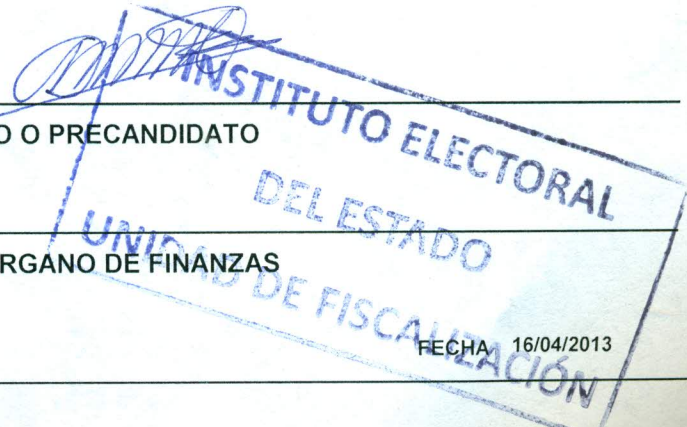 INSTITUTO ELECTORAL
DEL ESTADO
UNIDAD DE FISCALIZACIÓN
O O PRECANDIDATO
RGANO DE FINANZAS
FECHA 16/04/2013